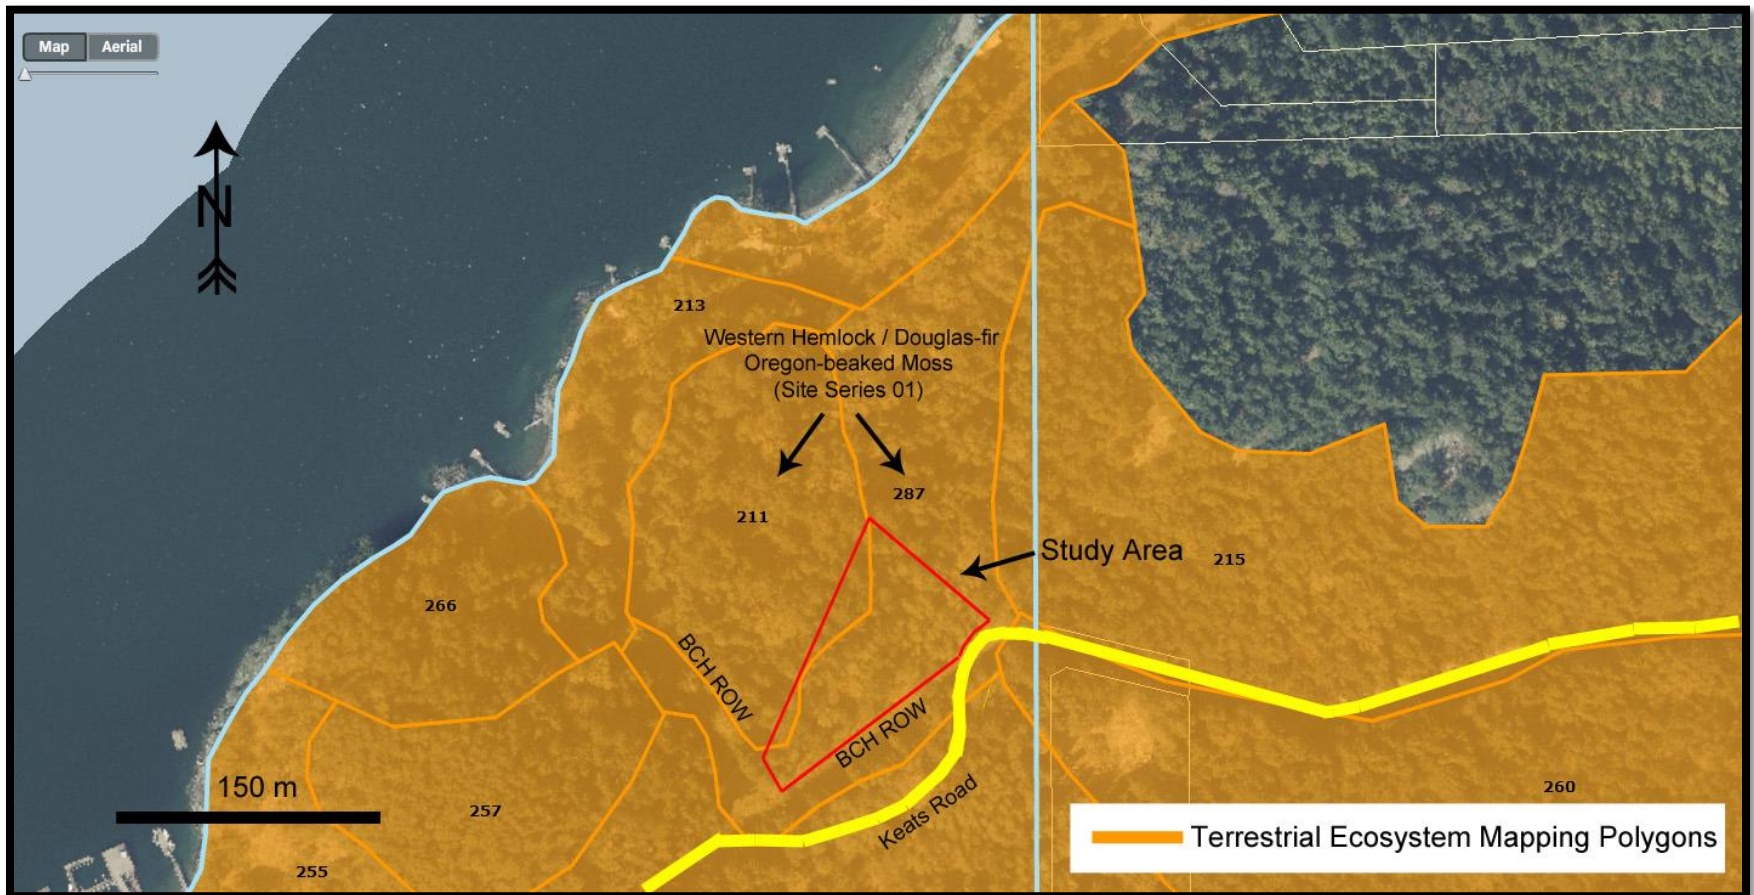 Map Aerial
N
213
Western Hemlock / Douglas-fir
Oregon-beaked Moss
(Site Series 01)
287
211
Study Area
215
266
BCH ROW
BCH ROW
150 m
Keats Road
257
260
Terrestrial Ecosystem Mapping Polygons
255